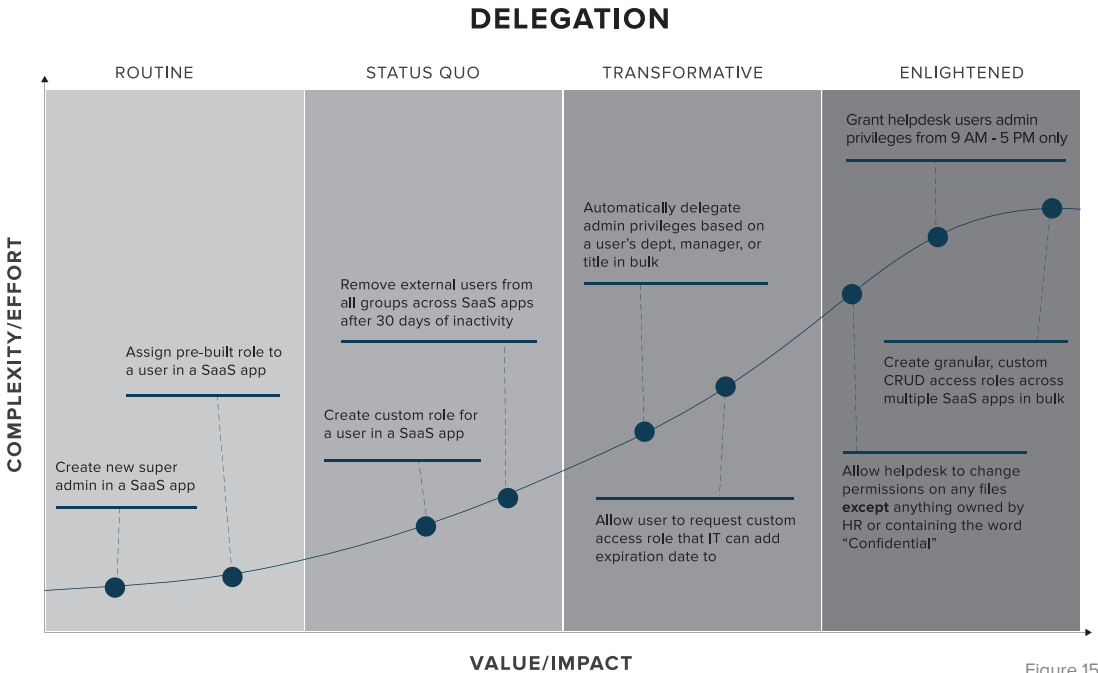 DELEGATION
ROUTINE
STATUS QUO
TRANSFORMATIVE
ENLIGHTENED
COMPLEXITY/EFFORT
Create new super
admin in a SaaS app
Assign pre-built role to
a user in a SaaS app
Remove external users from
all groups across SaaS apps
after 30 days of inactivity
Create custom role for
a user in a SaaS app
Automatically delegate
admin privileges based on
a user's dept, manager, or
title in bulk
Allow user to request custom
access role that IT can add
expiration date to
Grant helpdesk users admin
privileges from 9 AM - 5 PM only
Create granular, custom
CRUD access roles across
multiple SaaS apps in bulk
Allow helpdesk to change
permissions on any files
except anything owned by
HR or containing the word
“Confidential”
VALUE/IMPACT
Figure 15